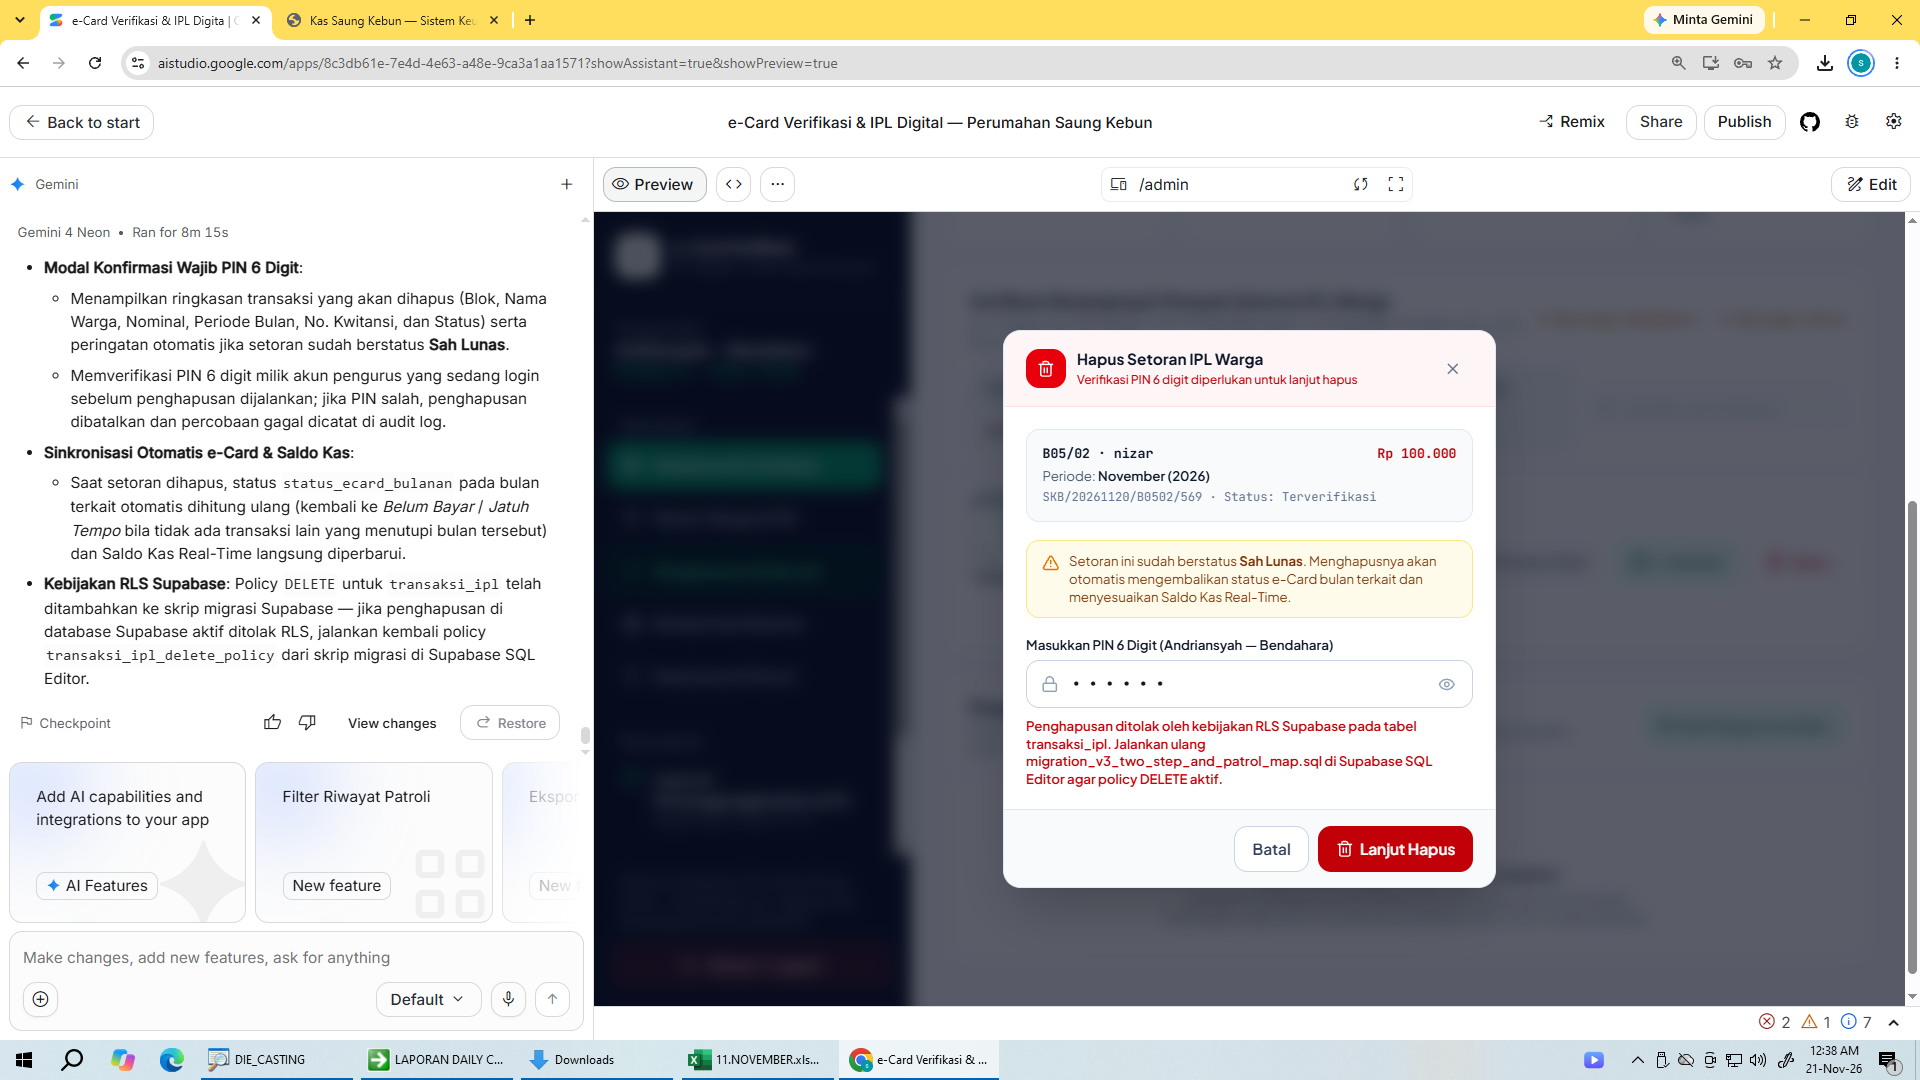 e-Card Verifikasi & IPL Digital |
Kas Saung Kebun — Sistem Keu
Minta Gemini
aistudio.google.com/apps/8c3db61e-7e4d-4e63-a48e-9ca3a1aa1571?showAssistant=true&showPreview=true
S
Back to start
e-Card Verifikasi & IPL Digital — Perumahan Saung Kebun
Remix
Share
Publish
Gemini
Preview
/admin
Edit
Gemini 4 Neon • Ran for 8m 15s
• Modal Konfirmasi Wajib PIN 6 Digit:
Menampilkan ringkasan transaksi yang akan dihapus (Blok, Nama
Warga, Nominal, Periode Bulan, No. Kwitansi, dan Status) serta
peringatan otomatis jika setoran sudah berstatus Sah Lunas.
Memverifikasi PIN 6 digit milik akun pengurus yang sedang login
sebelum penghapusan dijalankan; jika PIN salah, penghapusan
dibatalkan dan percobaan gagal dicatat di audit log.
• Sinkronisasi Otomatis e-Card & Saldo Kas:
Saat setoran dihapus, status status_ecard_bulanan pada bulan
terkait otomatis dihitung ulang (kembali ke Belum Bayar / Jatuh
Tempo bila tidak ada transaksi lain yang menutupi bulan tersebut)
dan Saldo Kas Real-Time langsung diperbarui.
• Kebijakan RLS Supabase: Policy DELETE untuk transaksi_ipl telah
ditambahkan ke skrip migrasi Supabase — jika penghapusan di
database Supabase aktif ditolak RLS, jalankan kembali policy
transaksi_ipl_delete_policy dari skrip migrasi di Supabase SQL
Editor.
Checkpoint
View changes
Restore
Add AI capabilities and
integrations to your app
AI Features
Filter Riwayat Patroli
New feature
Ekspor
New f
Make changes, add new features, ask for anything
Default
Hapus Setoran IPL Warga
Verifikasi PIN 6 digit diperlukan untuk lanjut hapus
B05/02 · nizar
Rp 100.000
Periode: November (2026)
SKB/20261120/B0502/569 · Status: Terverifikasi
Setoran ini sudah berstatus Sah Lunas. Menghapusnya akan
otomatis mengembalikan status e-Card bulan terkait dan
menyesuaikan Saldo Kas Real-Time.
Masukkan PIN 6 Digit (Andriansyah — Bendahara)
• • • • • •
Penghapusan ditolak oleh kebijakan RLS Supabase pada tabel
transaksi_ipl. Jalankan ulang
migration_v3_two_step_and_patrol_map.sql di Supabase SQL
Editor agar policy DELETE aktif.
Batal
Lanjut Hapus
2
1
7
DIE_CASTING
LAPORAN DAILY C...
Downloads
11.NOVEMBER.xls...
e-Card Verifikasi & ...
12:38 AM
21-Nov-26
1